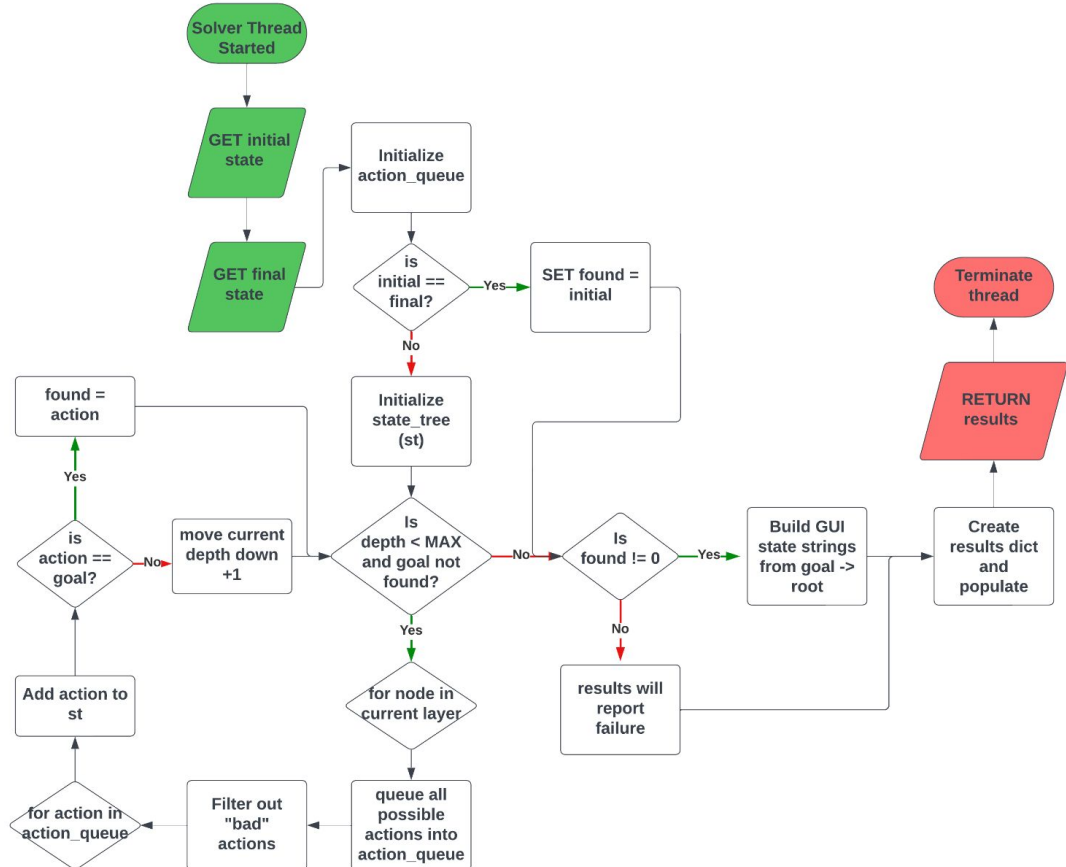 Solver Thread
Started
GET initial
state
GET final
state
Initialize
action_queue
is
initial ==
final?
Yes
SET found =
initial
No
Initialize
state_tree
(st)
Is
depth < MAX
and goal not
found?
No
Is
found != 0
Yes
Build GUI
state strings
from goal ->
root
Create
results dict
and
populate
RETURN
results
Terminate
thread
No
results will
report
failure
Yes
for node in
current layer
queue all
possible
actions into
action_queue
Filter out
"bad"
actions
for action in
action_queue
Add action to
st
is
action ==
goal?
No
move current
depth down
+1
Yes
found =
action